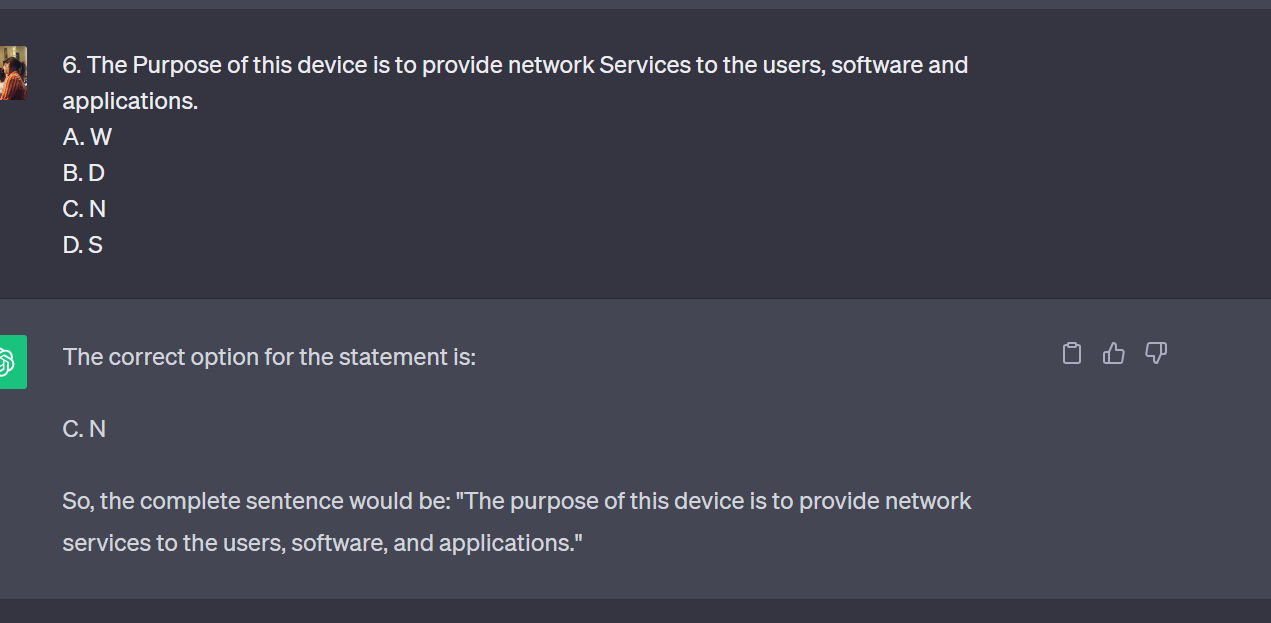 6. The Purpose of this device is to provide network Services to the users, software and
applications.
A. W
B. D
C. N
D. S
The correct option for the statement is:
C. N
So, the complete sentence would be: "The purpose of this device is to provide network
services to the users, software, and applications."